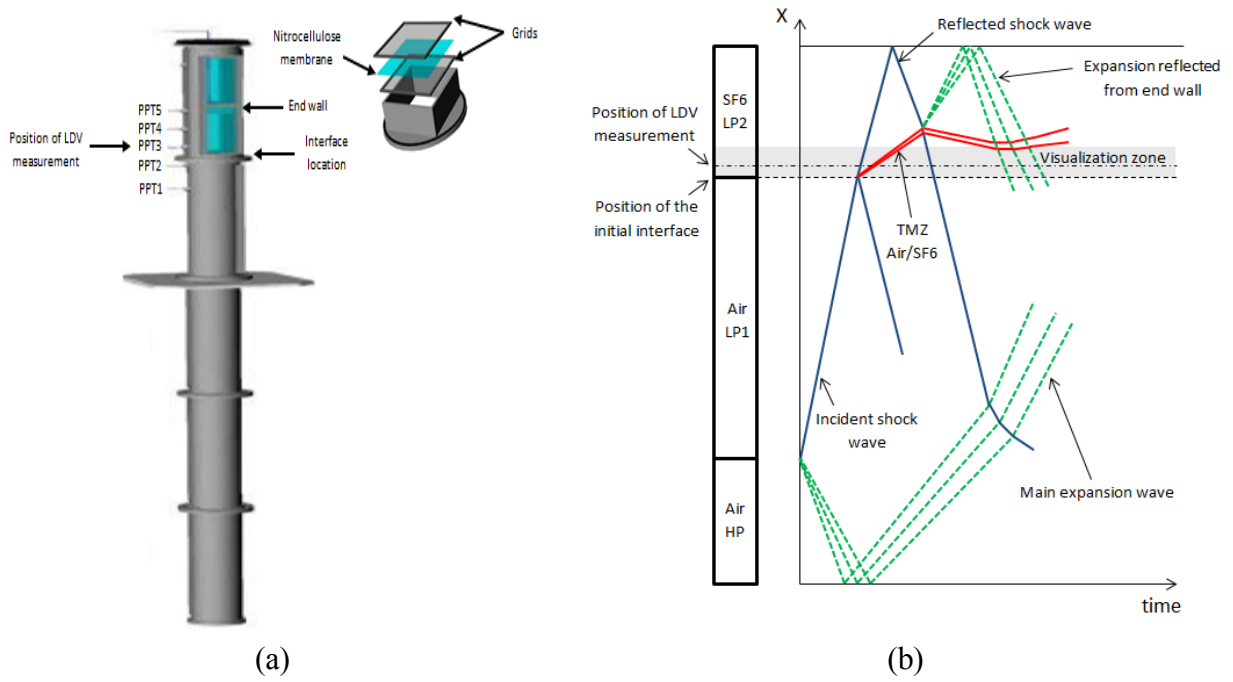 Nitrocellulose
membrane
Grids
End wall
PPT5
PPT4
PPT3
PPT2
PPT1
Position of LDV
measurement
Interface
location
(a)
X
Reflected shock wave
Expansion reflected
from end wall
SF6
LP2
Position of LDV
measurement
Visualization zone
Position of the
initial interface
TMZ
Air/SF6
Air
LP1
Incident shock
wave
Main expansion wave
Air
HP
time
(b)